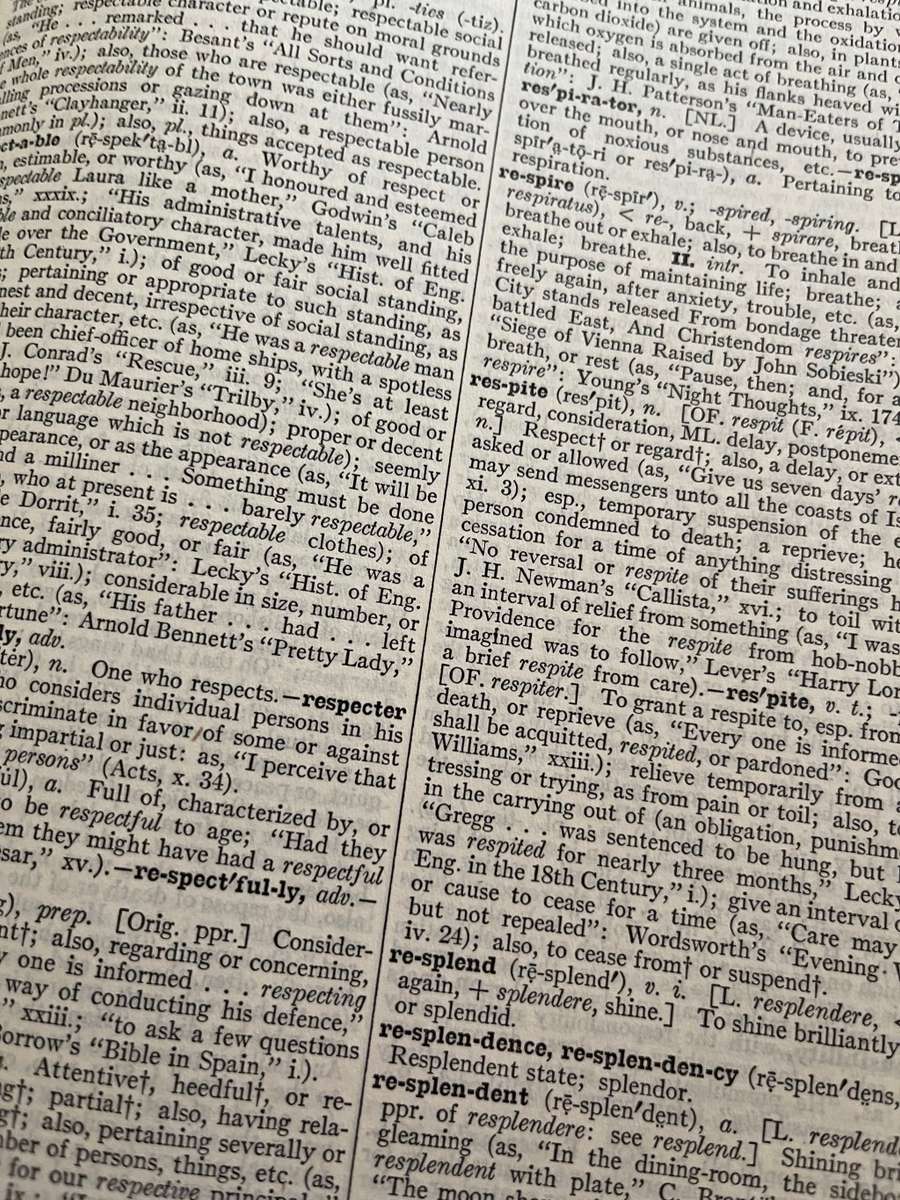 pl. -ties (-tiz).
standing; respectable character or repute on moral grounds
"He . . . remarked . . . that he should want refer-
ences of respectability": Besant's "All Sorts and Conditions
Men," iv.); also, those who are respectable (as, "Nearly
whole respectability of the town was either fussily mar-
processions or gazing down at them": Arnold
"Clayhanger," ii. 11); also, a respectable person
in pl.); also, pl., things accepted as respectable.
(rē̤-spek′ta̤-bl), a. Worthy of respect or
estimable, or worthy (as, "I honoured and esteemed
Laura like a mother," Godwin's "Caleb
xxxix.; "His administrative talents, and his
and conciliatory character, made him well fitted
over the Government," Lecky's "Hist. of Eng.
Century," i.); of good or fair social standing,
pertaining or appropriate to such standing, as
and decent, irrespective of social standing, as
their character, etc. (as, "He was a respectable man
been chief-officer of home ships, with a spotless
J. Conrad's "Rescue," iii. 9; "She's at least
hope!" Du Maurier's "Trilby," iv.); of good or
a respectable neighborhood); proper or decent
or language which is not respectable); seemly
or as the appearance (as, "It will be
a milliner . . . Something must be done
who at present is . . . barely respectable,"
Dorrit," i. 35; respectable clothes); of
fairly good, or fair (as, "He was a
administrator": Lecky's "Hist. of Eng.
viii.); considerable in size, number, or
etc. (as, "His father . . . had . . . left
Arnold Bennett's "Pretty Lady,"
adv.
n. One who respects.—respecter
considers individual persons in his
in favor of some or against
impartial or just: as, "I perceive that
persons" (Acts, x. 34).
a. Full of, characterized by, or
be respectful to age; "Had they
they might have had a respectful
xv.).—re-spect′ful-ly, adv.—
prep. [Orig. ppr.] Consider-
also, regarding or concerning,
one is informed . . . respecting
way of conducting his defence,"
xxiii.; "to ask a few questions
"Bible in Spain," i.).
Attentive†, heedful†, or re-
partial†; also, having rela-
also, pertaining severally or
of persons, things, etc. (as,
for our respective
into the system and the oxidation
carbon dioxide) are given off; also, in plants
which oxygen is absorbed from the air and
released; also, a single act of breathing (as,
breathed regularly, as his flanks heaved
tion": J. H. Patterson's "Man-Eaters of
res′pi-ra-tor, n. [NL.] A device, usually
over the mouth, or nose and mouth, to
tion of noxious substances, etc.—
spīr′a̤-tō-ri or res′pi-ra̤-), a. Pertaining to
respiration.
re-spire (rē̤-spīr′), v.; -spired, -spiring. [L.
respiratus), < re-, back, + spirare,
breathe out or exhale; also, to breathe in and
exhale; breathe. II. intr. To inhale and
the purpose of maintaining life; breathe;
freely again, after anxiety, trouble, etc. (as,
City stands released From bondage
battled East, And Christendom respires":
"Siege of Vienna Raised by John Sobieski")
breath, or rest (as, "Pause, then; and, for a
respire": Young's "Night Thoughts," ix.
res-pite (res′pit), n. [OF. respit (F. répit), <
regard, consideration, ML. delay,
n.] Respect† or regard†; also, a delay, or
asked or allowed (as, "Give us seven days'
may send messengers unto all the coasts of
xi. 3); esp., temporary suspension of the
person condemned to death; a reprieve;
cessation for a time of anything distressing
"No reversal or respite of their sufferings
J. H. Newman's "Callista," xvi.; to toil
an interval of relief from something (as, "I was
Providence for the respite from
imagined was to follow," Lever's "Harry
a brief respite from care).—res′pite, v. t.;
[OF. respiter.] To grant a respite to, esp. from
death, or reprieve (as, "Every one is
shall be acquitted, respited, or pardoned":
Williams," xxiii.); relieve temporarily from
tressing or trying, as from pain or toil; also,
in the carrying out of (an obligation,
"Gregg . . . was sentenced to be hung, but
was respited for nearly three months,"
Eng. in the 18th Century," i.); give an interval
or cause to cease for a time (as, "Care may
but not repealed": Wordsworth's "Evening
iv. 24); also, to cease from† or suspend†.
re-splend (rē̤-splend′), v. i. [L. resplendere, <
again, + splendere, shine.] To shine brilliantly
or splendid.
re-splen-dence, re-splen-den-cy (rē̤-splen′de̤ns,
Resplendent state; splendor.
re-splen-dent (rē̤-splen′de̤nt), a. [L.
ppr. of resplendere: see resplend.] Shining
gleaming (as, "In the dining-room, the
resplendent with plate," C.
"The moon